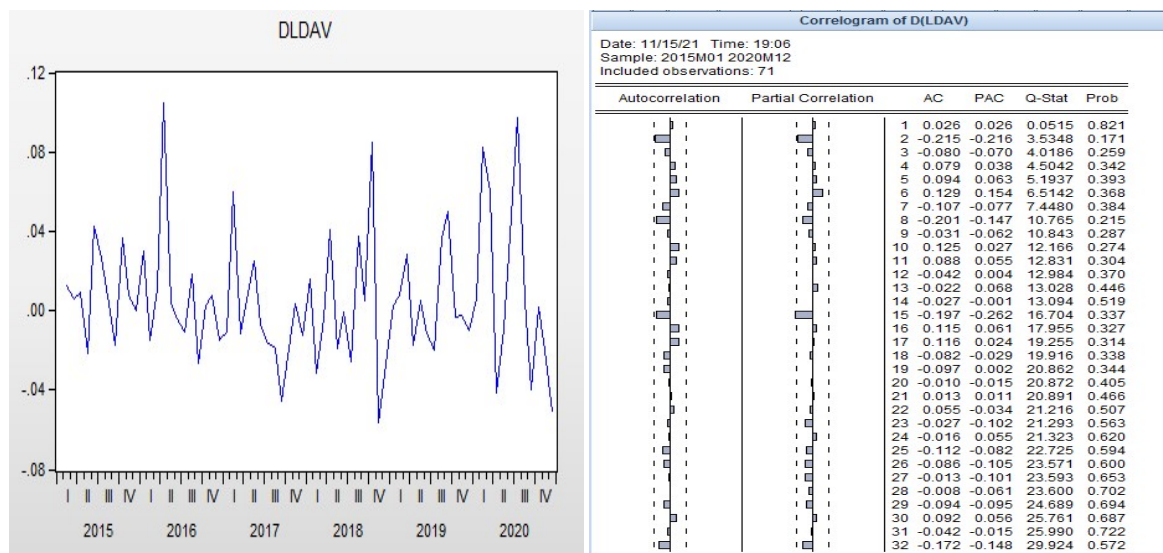 DLDAV
.12
.08
.04
.00
-.04
-.08
I II III IV I II III IV I II III IV I II III IV I II III IV I II III IV
2015 2016 2017 2018 2019 2020
Correlogram of D(LDAV)
Date: 11/15/21 Time: 19:06
Sample: 2015M01 2020M12
Included observations: 71
Autocorrelation Partial Correlation AC PAC Q-Stat Prob
1 0.026 0.026 0.0515 0.821
2 -0.215 -0.216 3.5348 0.171
3 -0.080 -0.070 4.0186 0.259
4 0.079 0.038 4.5042 0.342
5 0.094 0.063 5.1937 0.393
6 0.129 0.154 6.5142 0.368
7 -0.107 -0.077 7.4480 0.384
8 -0.201 -0.147 10.765 0.215
9 -0.031 -0.062 10.843 0.287
10 0.125 0.027 12.166 0.274
11 0.088 0.055 12.831 0.304
12 -0.042 0.004 12.984 0.370
13 -0.022 0.068 13.028 0.446
14 -0.027 -0.001 13.094 0.519
15 -0.197 -0.262 16.704 0.337
16 0.115 0.061 17.955 0.327
17 0.116 0.024 19.255 0.314
18 -0.082 -0.029 19.916 0.338
19 -0.097 0.002 20.862 0.344
20 -0.010 -0.015 20.872 0.405
21 0.013 0.011 20.891 0.466
22 0.055 -0.034 21.216 0.507
23 -0.027 -0.102 21.293 0.563
24 -0.016 0.055 21.323 0.620
25 -0.112 -0.082 22.725 0.594
26 -0.086 -0.105 23.571 0.600
27 -0.013 -0.101 23.593 0.653
28 -0.008 -0.061 23.600 0.702
29 -0.094 -0.095 24.689 0.694
30 0.092 0.056 25.761 0.687
31 -0.042 -0.015 25.990 0.722
32 -0.172 -0.148 29.924 0.572